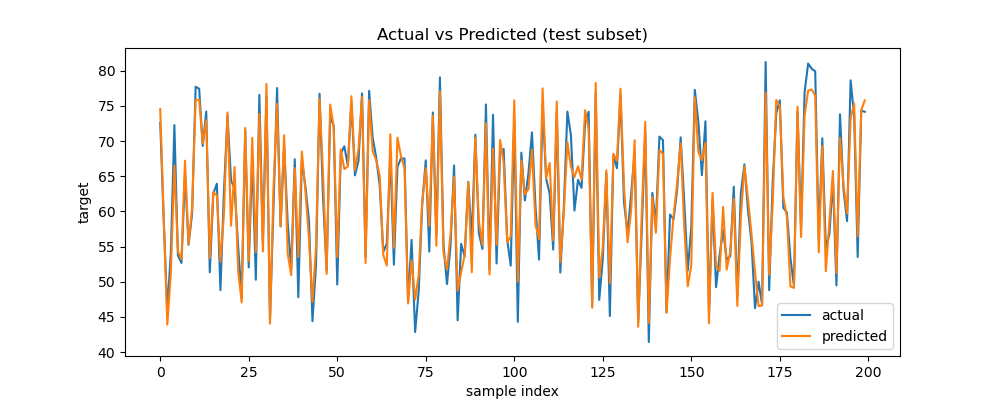 Actual vs Predicted (test subset)
target
80
75
70
65
60
55
50
45
40
0 25 50 75 100 125 150 175 200
sample index
actual
predicted